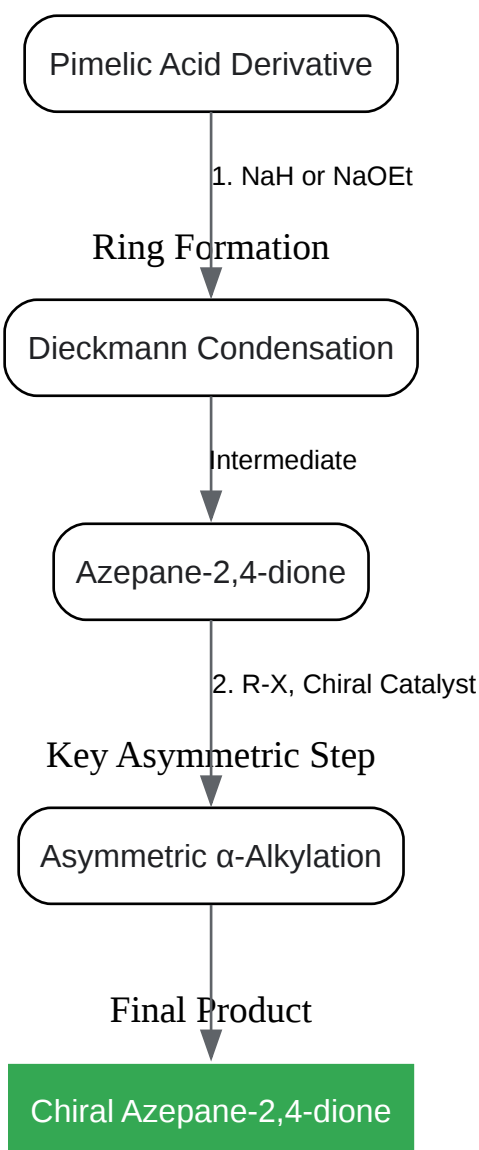 Pimelic Acid Derivative
1. NaH or NaOEt
Ring Formation
Dieckmann Condensation
Intermediate
Azepane-2,4-dione
2. R-X, Chiral Catalyst
Key Asymmetric Step
Asymmetric α-Alkylation
Final Product
Chiral Azepane-2,4-dione